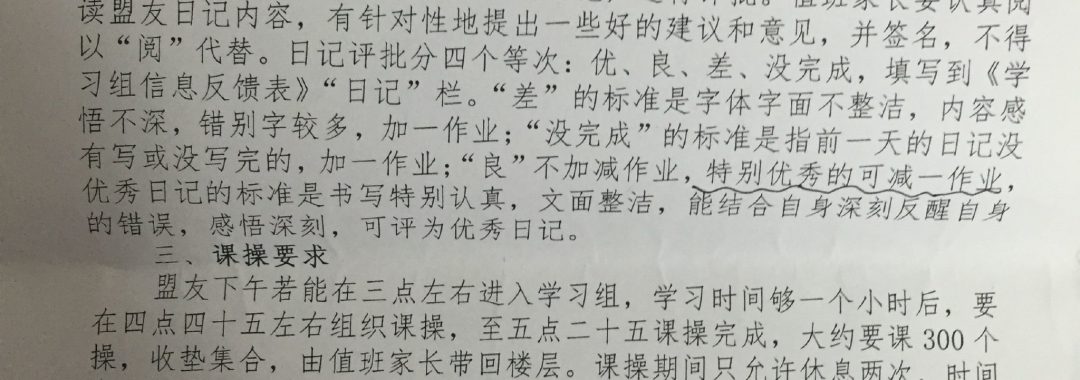 读盟友日记内容，有针对性地提出一些好的建议和意见，并签名，不得
以“阅”代替。日记评批分四个等次：优、良、差、没完成，填写到《学
习组信息反馈表》“日记”栏。“差”的标准是字体字面不整洁，内容感
悟不深，错别字较多，加一作业；“没完成”的标准是指前一天的日记没
有写或没写完的，加一作业；“良”不加减作业，特别优秀的可减一作业，
优秀日记的标准是书写特别认真，文面整洁，能结合自身深刻反醒自身
的错误，感悟深刻，可评为优秀日记。
三、课操要求
盟友下午若能在三点左右进入学习组，学习时间够一个小时后，要
在四点四十五左右组织课操，至五点二十五课操完成，大约要课 300 个
操，收垫集合，由值班家长带回楼层。课操期间只允许休息两次，时间